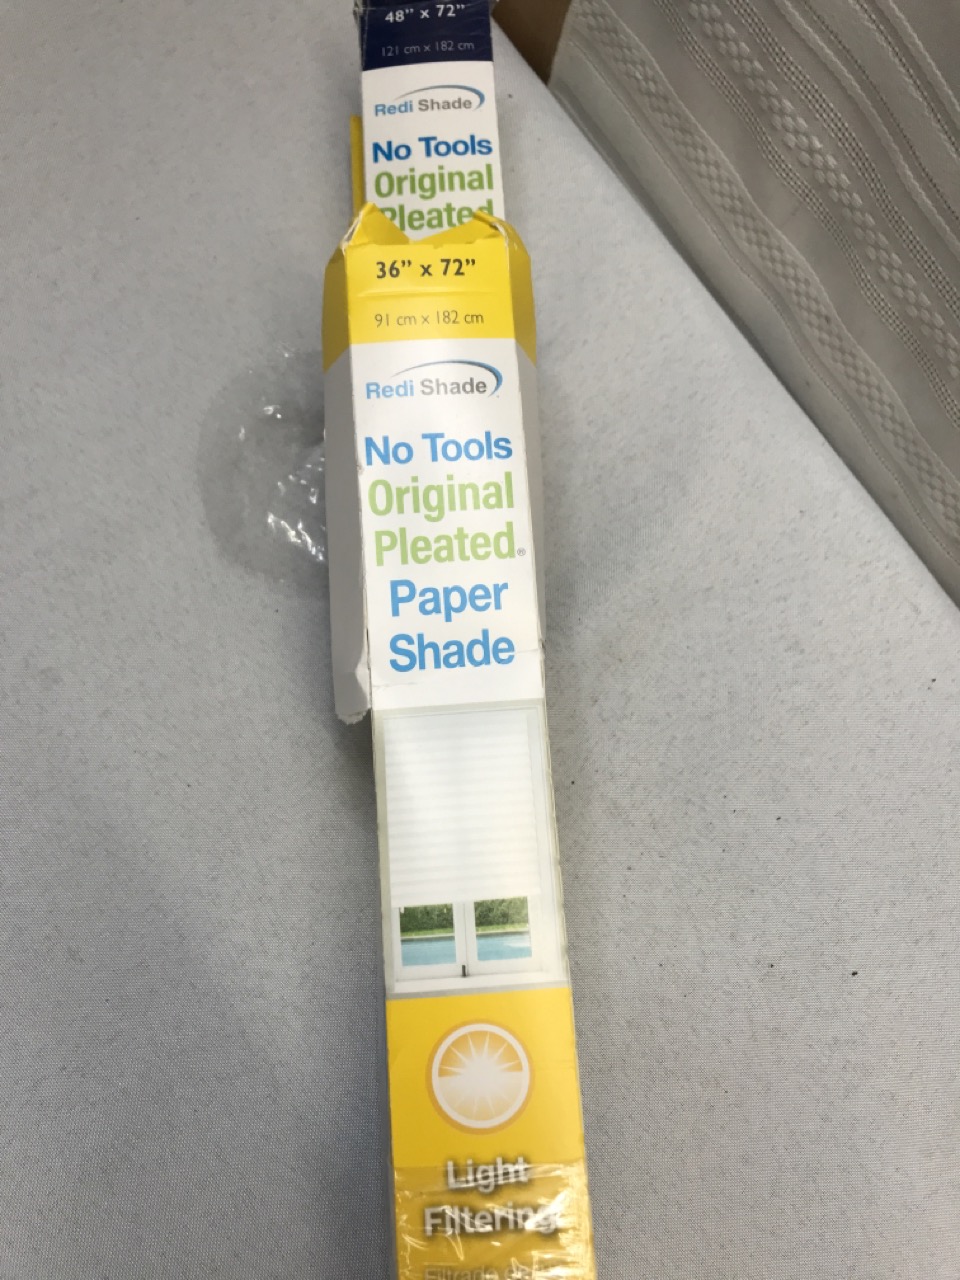 48” x 72”
121 cm x 182 cm
Redi Shade
No Tools
Original
Pleated
36” x 72”
91 cm x 182 cm
Redi Shade
No Tools
Original
Pleated®
Paper
Shade
Light
Filtering